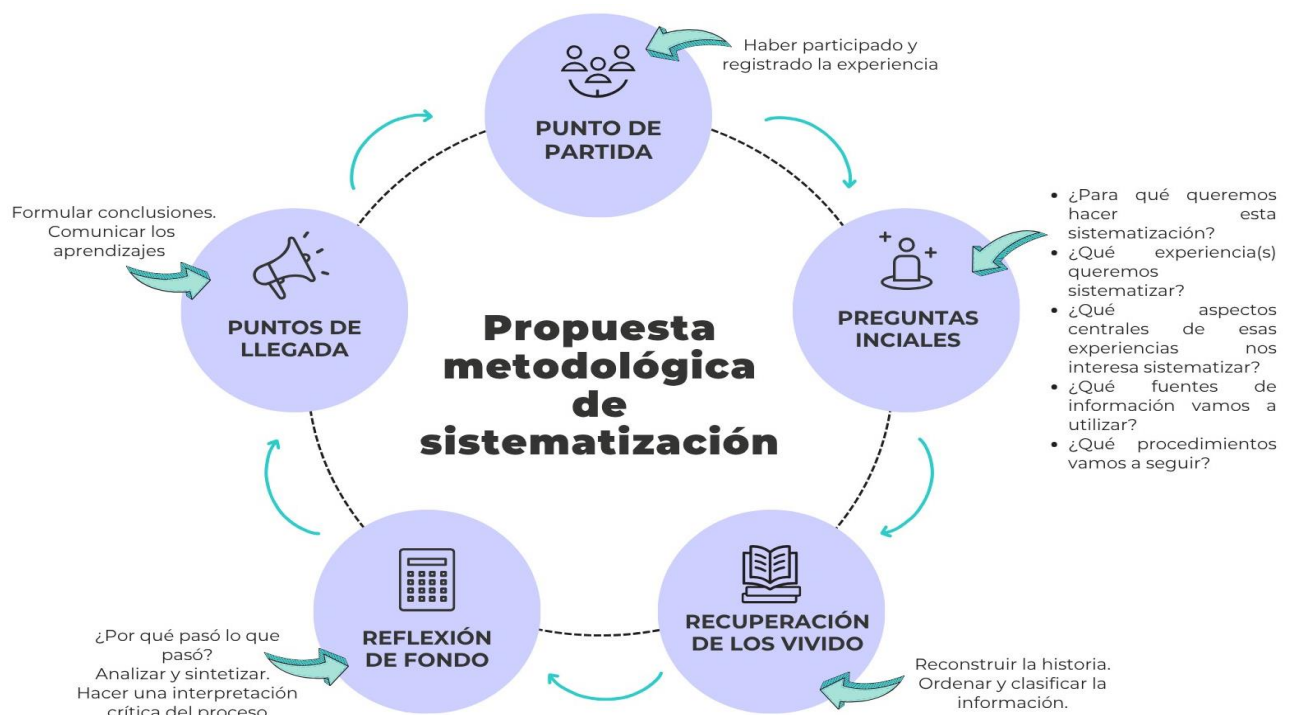 Haber participado y
registrado la experiencia
PUNTO DE
PARTIDA
Formular conclusiones.
Comunicar los
aprendizajes
PUNTOS DE
LLEGADA
Propuesta
metodológica
de
sistematización
PREGUNTAS
INCIALES
• ¿Para qué queremos
hacer esta
sistematización?
• ¿Qué experiencia(s)
queremos
sistematizar?
• ¿Qué aspectos
centrales de esas
experiencias nos
interesa sistematizar?
• ¿Qué fuentes de
información vamos a
utilizar?
• ¿Qué procedimientos
vamos a seguir?
RECUPERACIÓN
DE LOS VIVIDO
Reconstruir la historia.
Ordenar y clasificar la
información.
REFLEXIÓN
DE FONDO
¿Por qué pasó lo que
pasó?
Analizar y sintetizar.
Hacer una interpretación
crítica del proceso